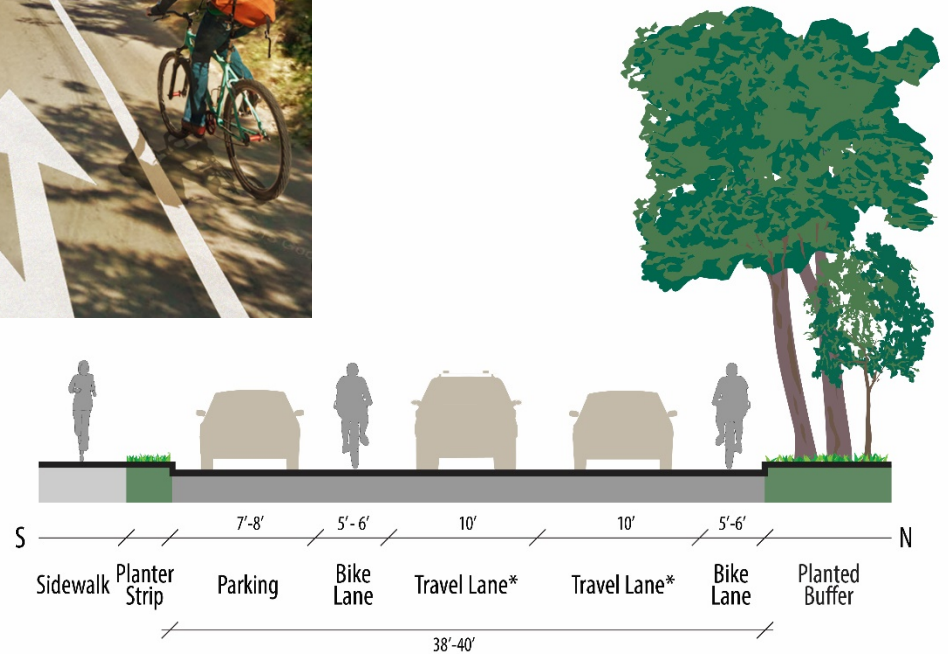 7'-8'
5'- 6'
10'
10'
5'-6'
S
N
Sidewalk
Planter
Strip
Parking
Bike
Lane
Travel Lane*
Travel Lane*
Bike
Lane
Planted
Buffer
38'-40'